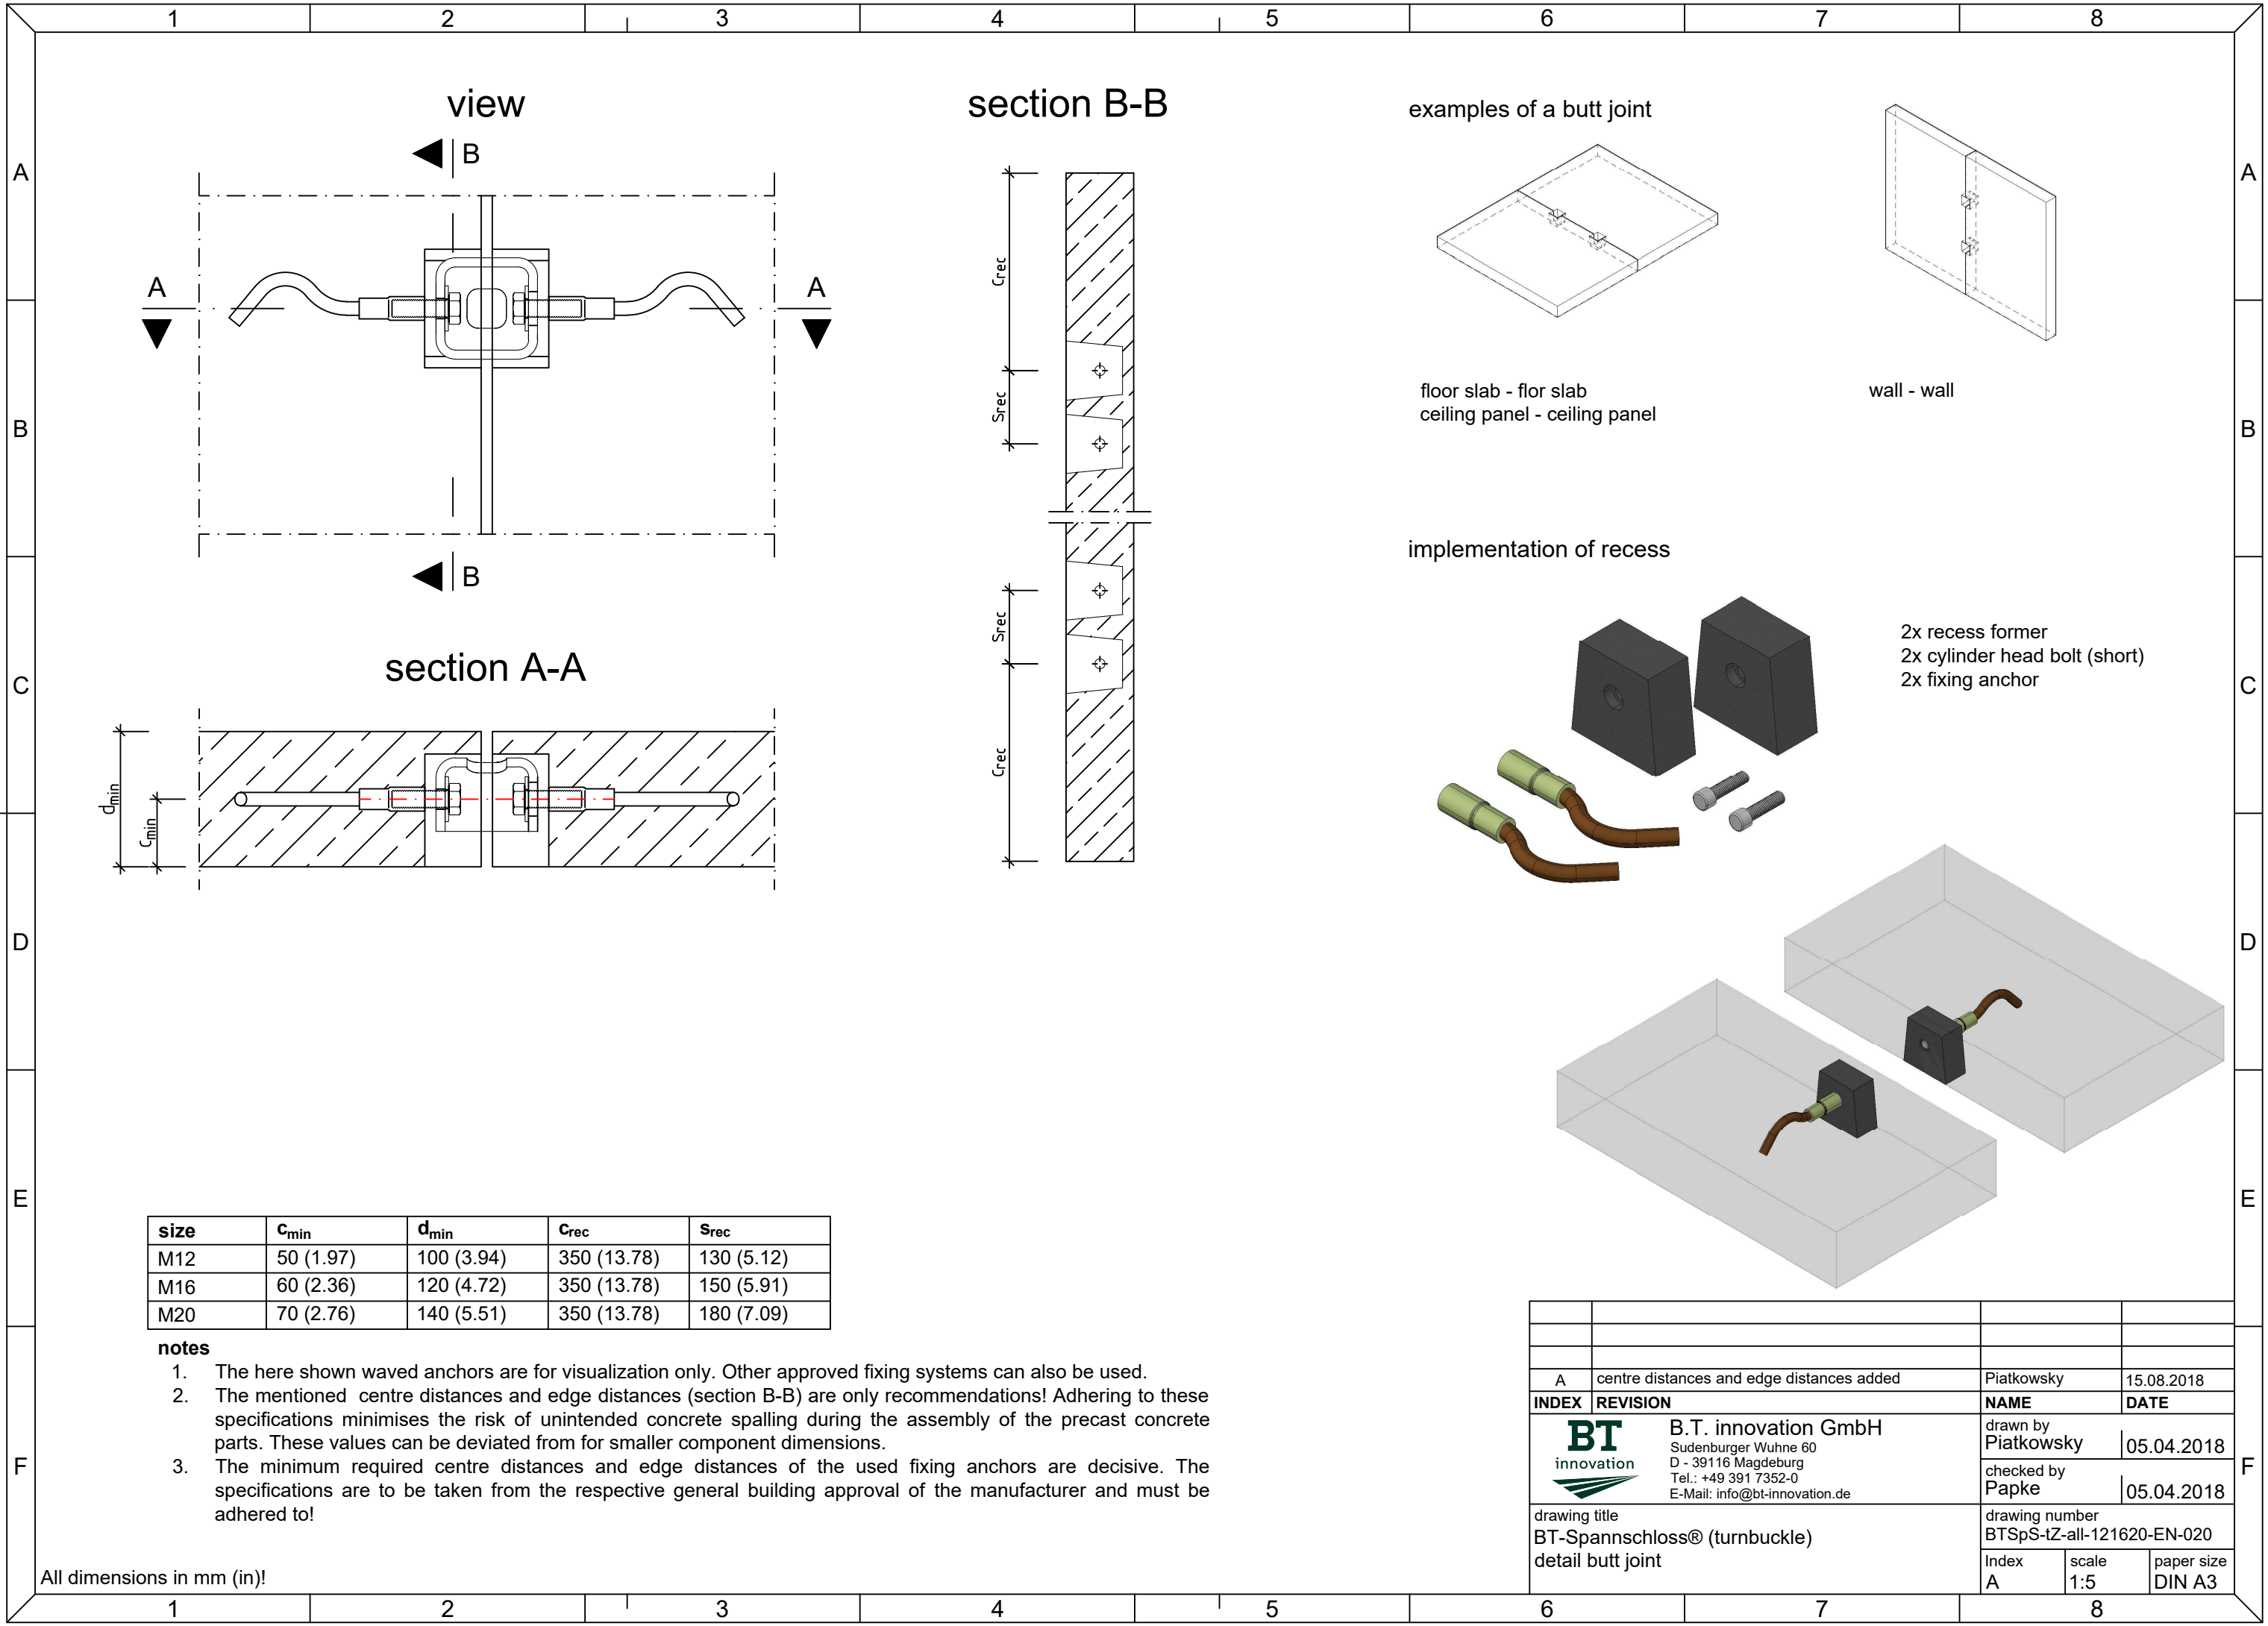 1 2 3 4 5 6 7 8
A
B
C
D
E
F
A
B
C
D
E
F
view
B
A
A
B
section A-A
dmin
cmin
section B-B
crec
srec
srec
crec
examples of a butt joint
floor slab - flor slab
ceiling panel - ceiling panel
wall - wall
implementation of recess
2x recess former
2x cylinder head bolt (short)
2x fixing anchor
size cmin dmin crec srec
M12 50 (1.97) 100 (3.94) 350 (13.78) 130 (5.12)
M16 60 (2.36) 120 (4.72) 350 (13.78) 150 (5.91)
M20 70 (2.76) 140 (5.51) 350 (13.78) 180 (7.09)
notes
1. The here shown waved anchors are for visualization only. Other approved fixing systems can also be used.
2. The mentioned centre distances and edge distances (section B-B) are only recommendations! Adhering to these
specifications minimises the risk of unintended concrete spalling during the assembly of the precast concrete
parts. These values can be deviated from for smaller component dimensions.
3. The minimum required centre distances and edge distances of the used fixing anchors are decisive. The
specifications are to be taken from the respective general building approval of the manufacturer and must be
adhered to!
All dimensions in mm (in)!
A centre distances and edge distances added Piatkowsky 15.08.2018
INDEX REVISION NAME DATE
BT
innovation
B.T. innovation GmbH
Sudenburger Wuhne 60
D - 39116 Magdeburg
Tel.: +49 391 7352-0
E-Mail: info@bt-innovation.de
drawn by
Piatkowsky 05.04.2018
checked by
Papke 05.04.2018
drawing title
BT-Spannschloss® (turnbuckle)
detail butt joint
drawing number
BTSpS-tZ-all-121620-EN-020
Index scale paper size
A 1:5 DIN A3
1 2 3 4 5 6 7 8